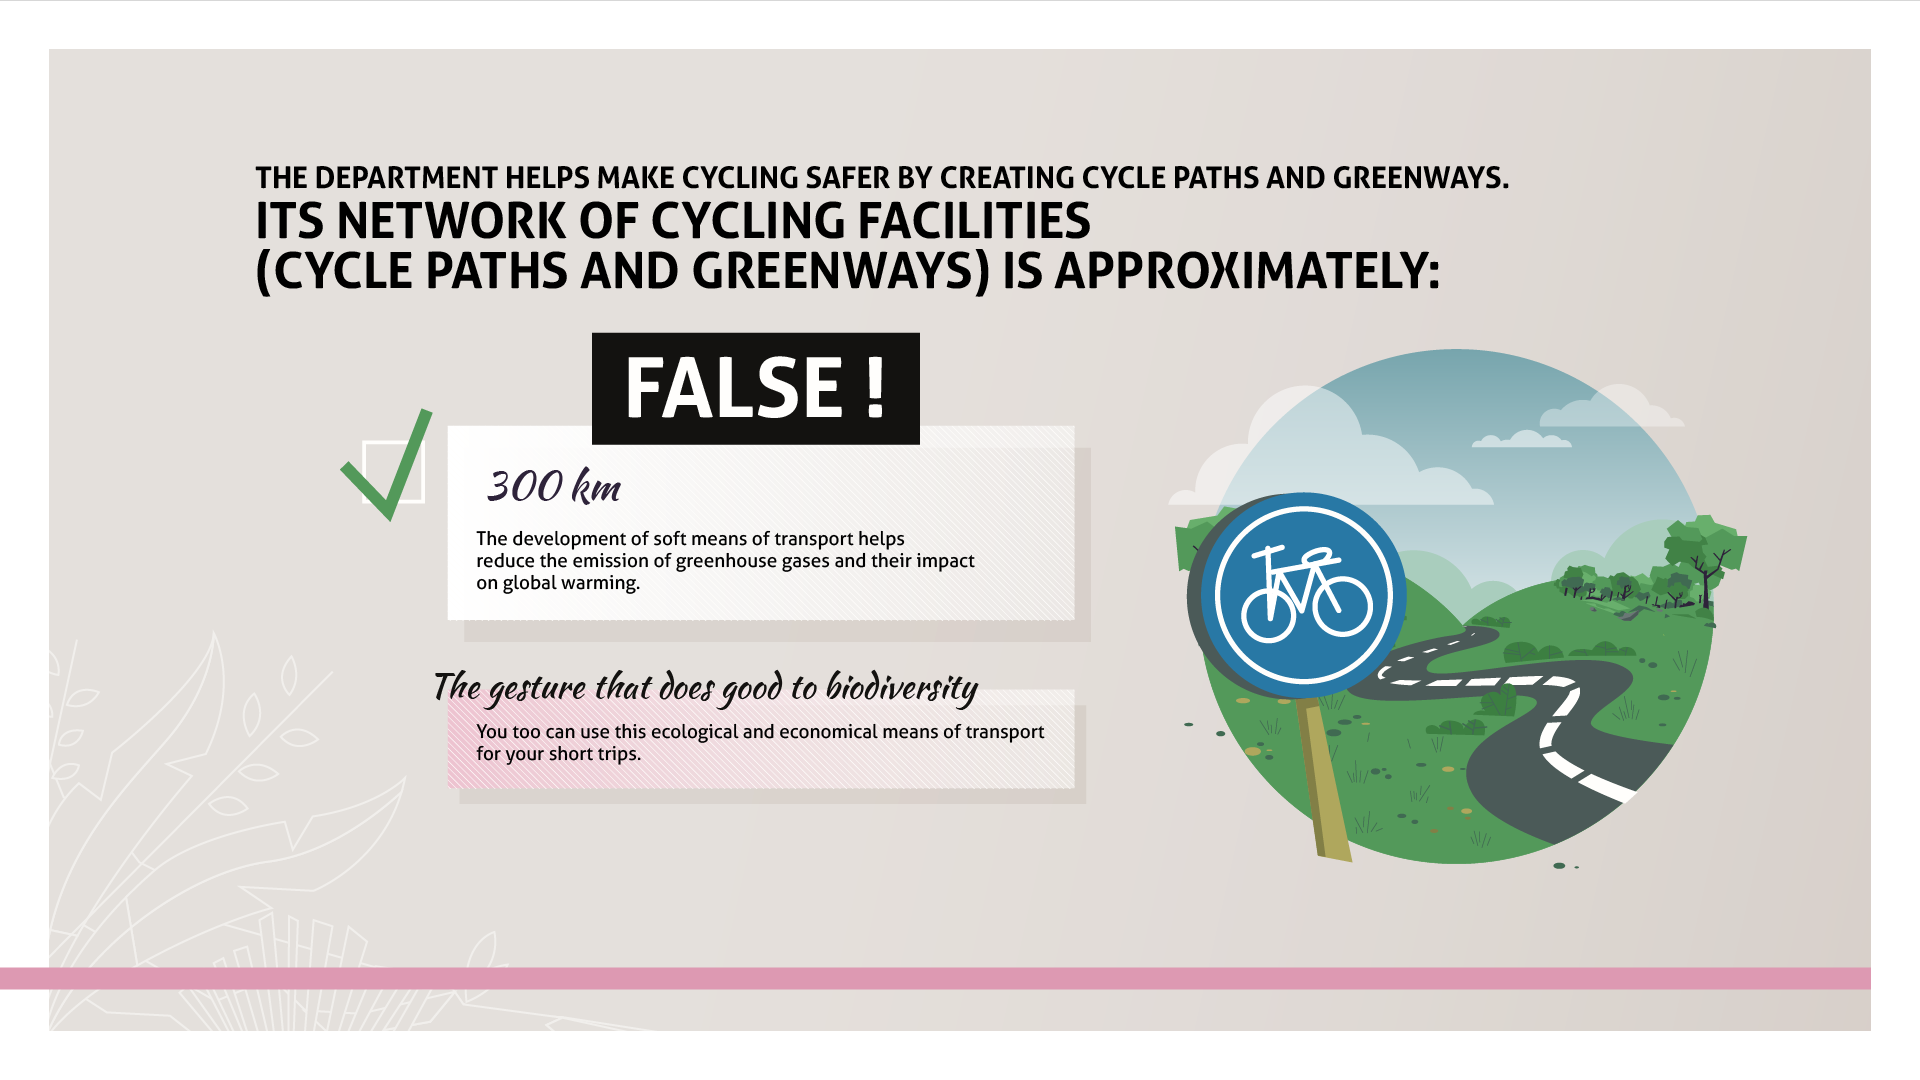 THE DEPARTMENT HELPS MAKE CYCLING SAFER BY CREATING CYCLE PATHS AND GREENWAYS.
ITS NETWORK OF CYCLING FACILITIES
(CYCLE PATHS AND GREENWAYS) IS APPROXIMATELY:
FALSE !
300 km
The development of soft means of transport helps
reduce the emission of greenhouse gases and their impact
on global warming.
The gesture that does good to biodiversity
You too can use this ecological and economical means of transport
for your short trips.